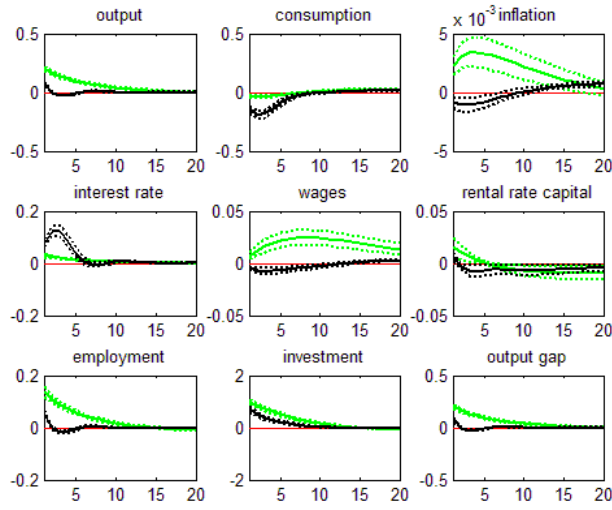 output consumption x 10⁻³ inflation
0.5 0.5 5
0 0 0
-0.5 -0.5 -5
5 10 15 20 5 10 15 20 5 10 15 20
interest rate wages rental rate capital
0.2 0.05 0.05
0 0 0
-0.2 -0.05 -0.05
5 10 15 20 5 10 15 20 5 10 15 20
employment investment output gap
0.2 2 0.5
0 0 0
-0.2 -2 -0.5
5 10 15 20 5 10 15 20 5 10 15 20